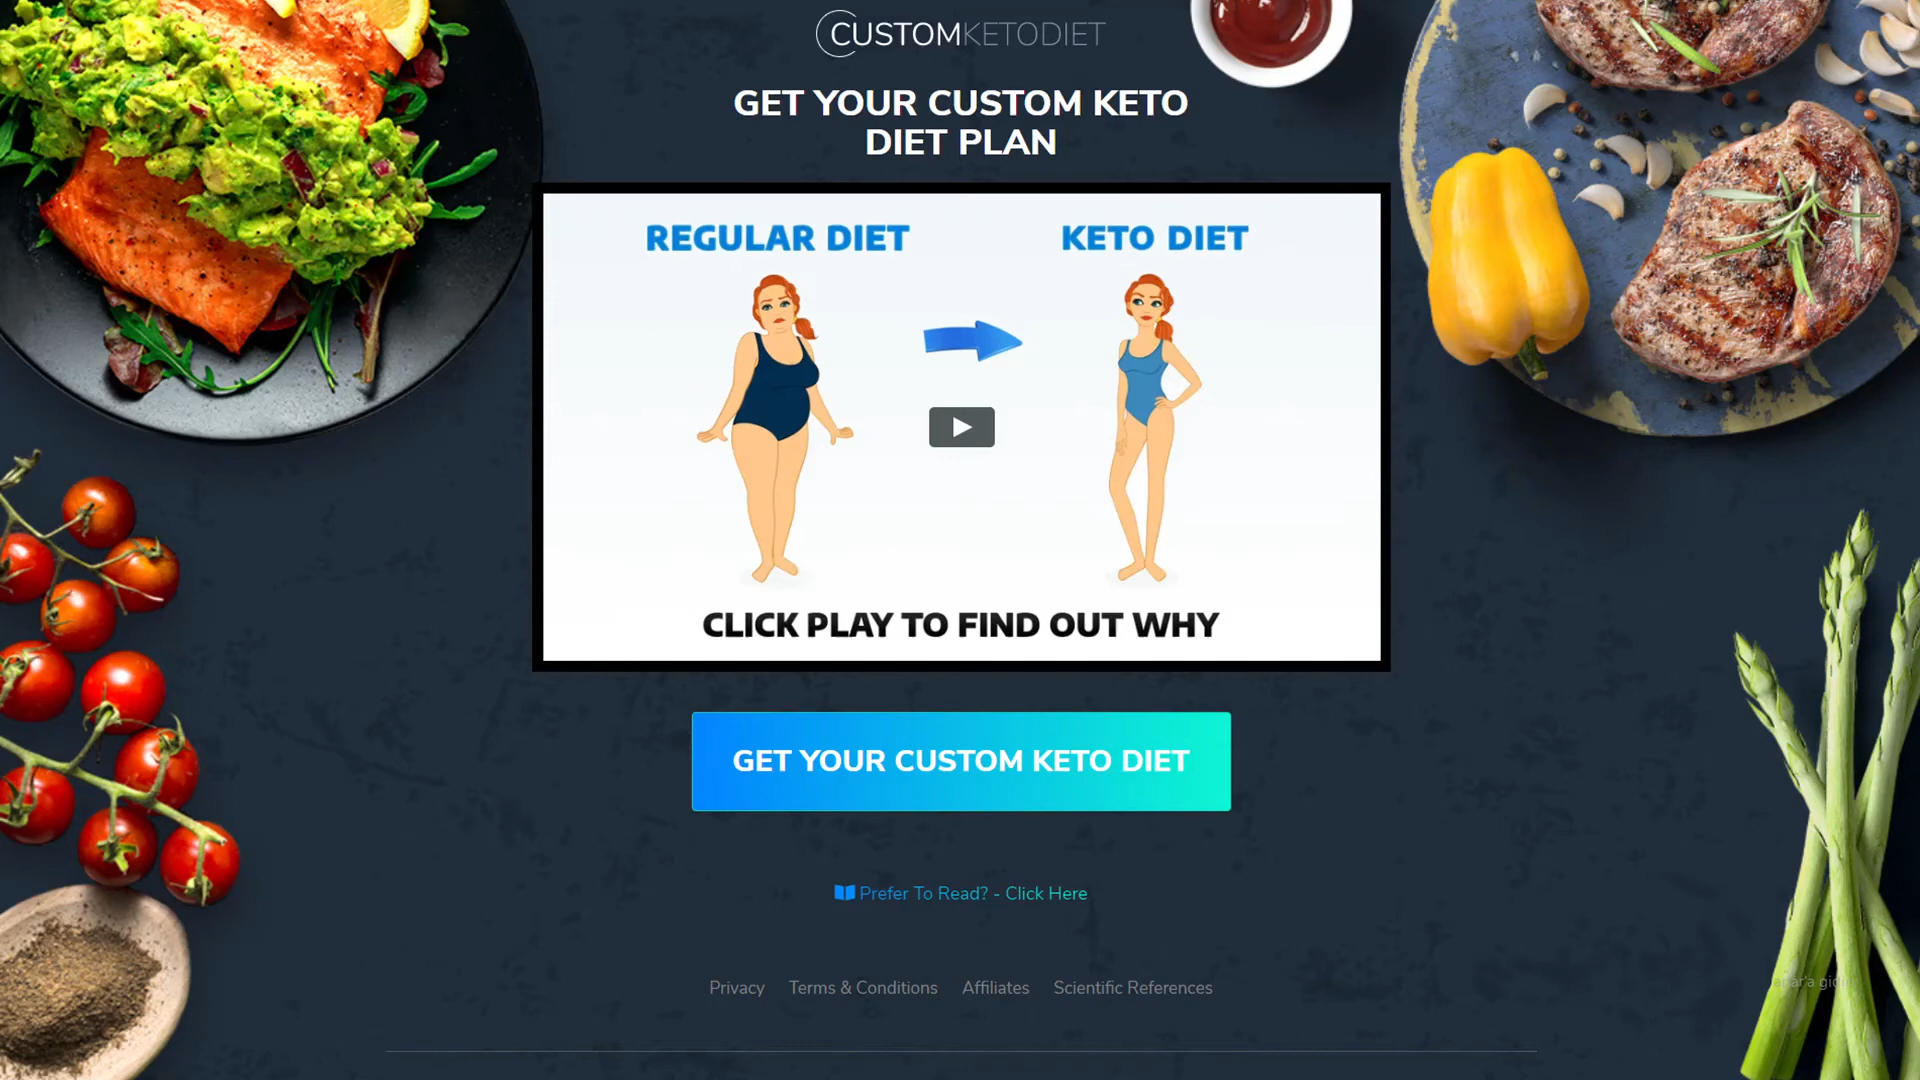 CUSTOMKETODIET
GET YOUR CUSTOM KETO
DIET PLAN
REGULAR DIET
KETO DIET
CLICK PLAY TO FIND OUT WHY
GET YOUR CUSTOM KETO DIET
Prefer To Read? - Click Here
Privacy
Terms & Conditions
Affiliates
Scientific References